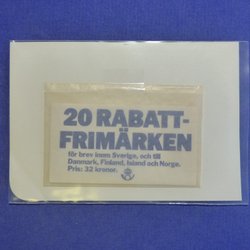 20 RABATT-
FRIMÄRKEN
för brev inom Sverige, och till
Danmark, Finland, Island och Norge.
Pris: 32 kronor.